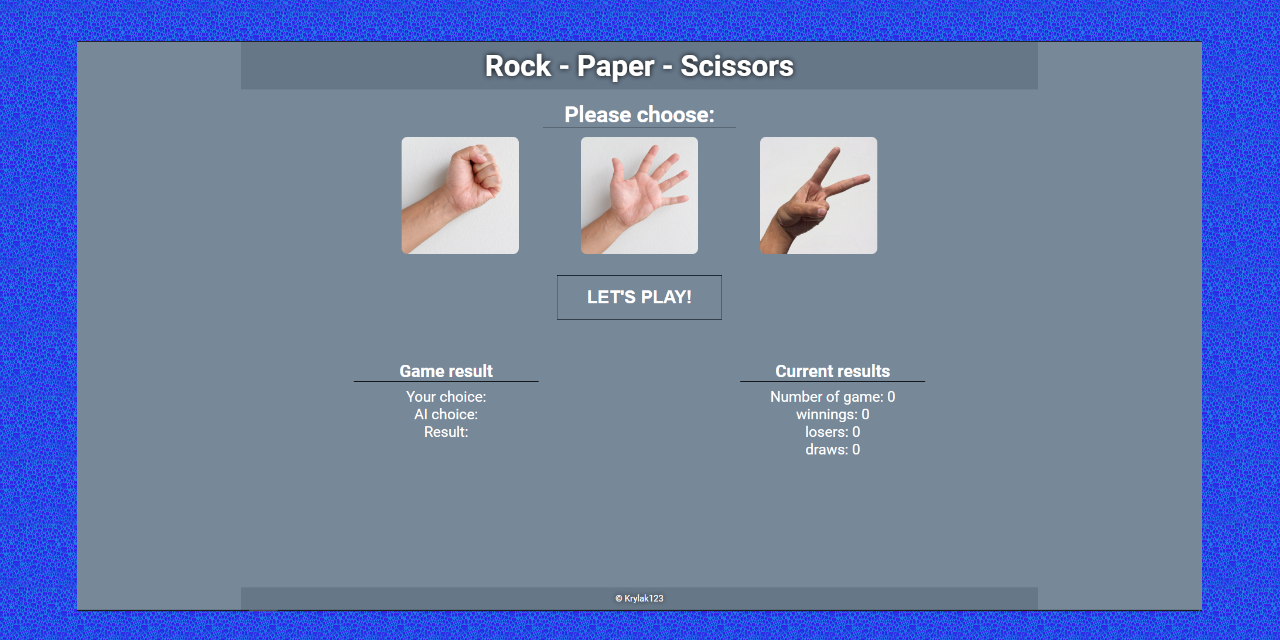 Rock - Paper - Scissors
Please choose:
LET'S PLAY!
Game result
Your choice:
AI choice:
Result:
Current results
Number of game: 0
winnings: 0
losers: 0
draws: 0
© Krylak123